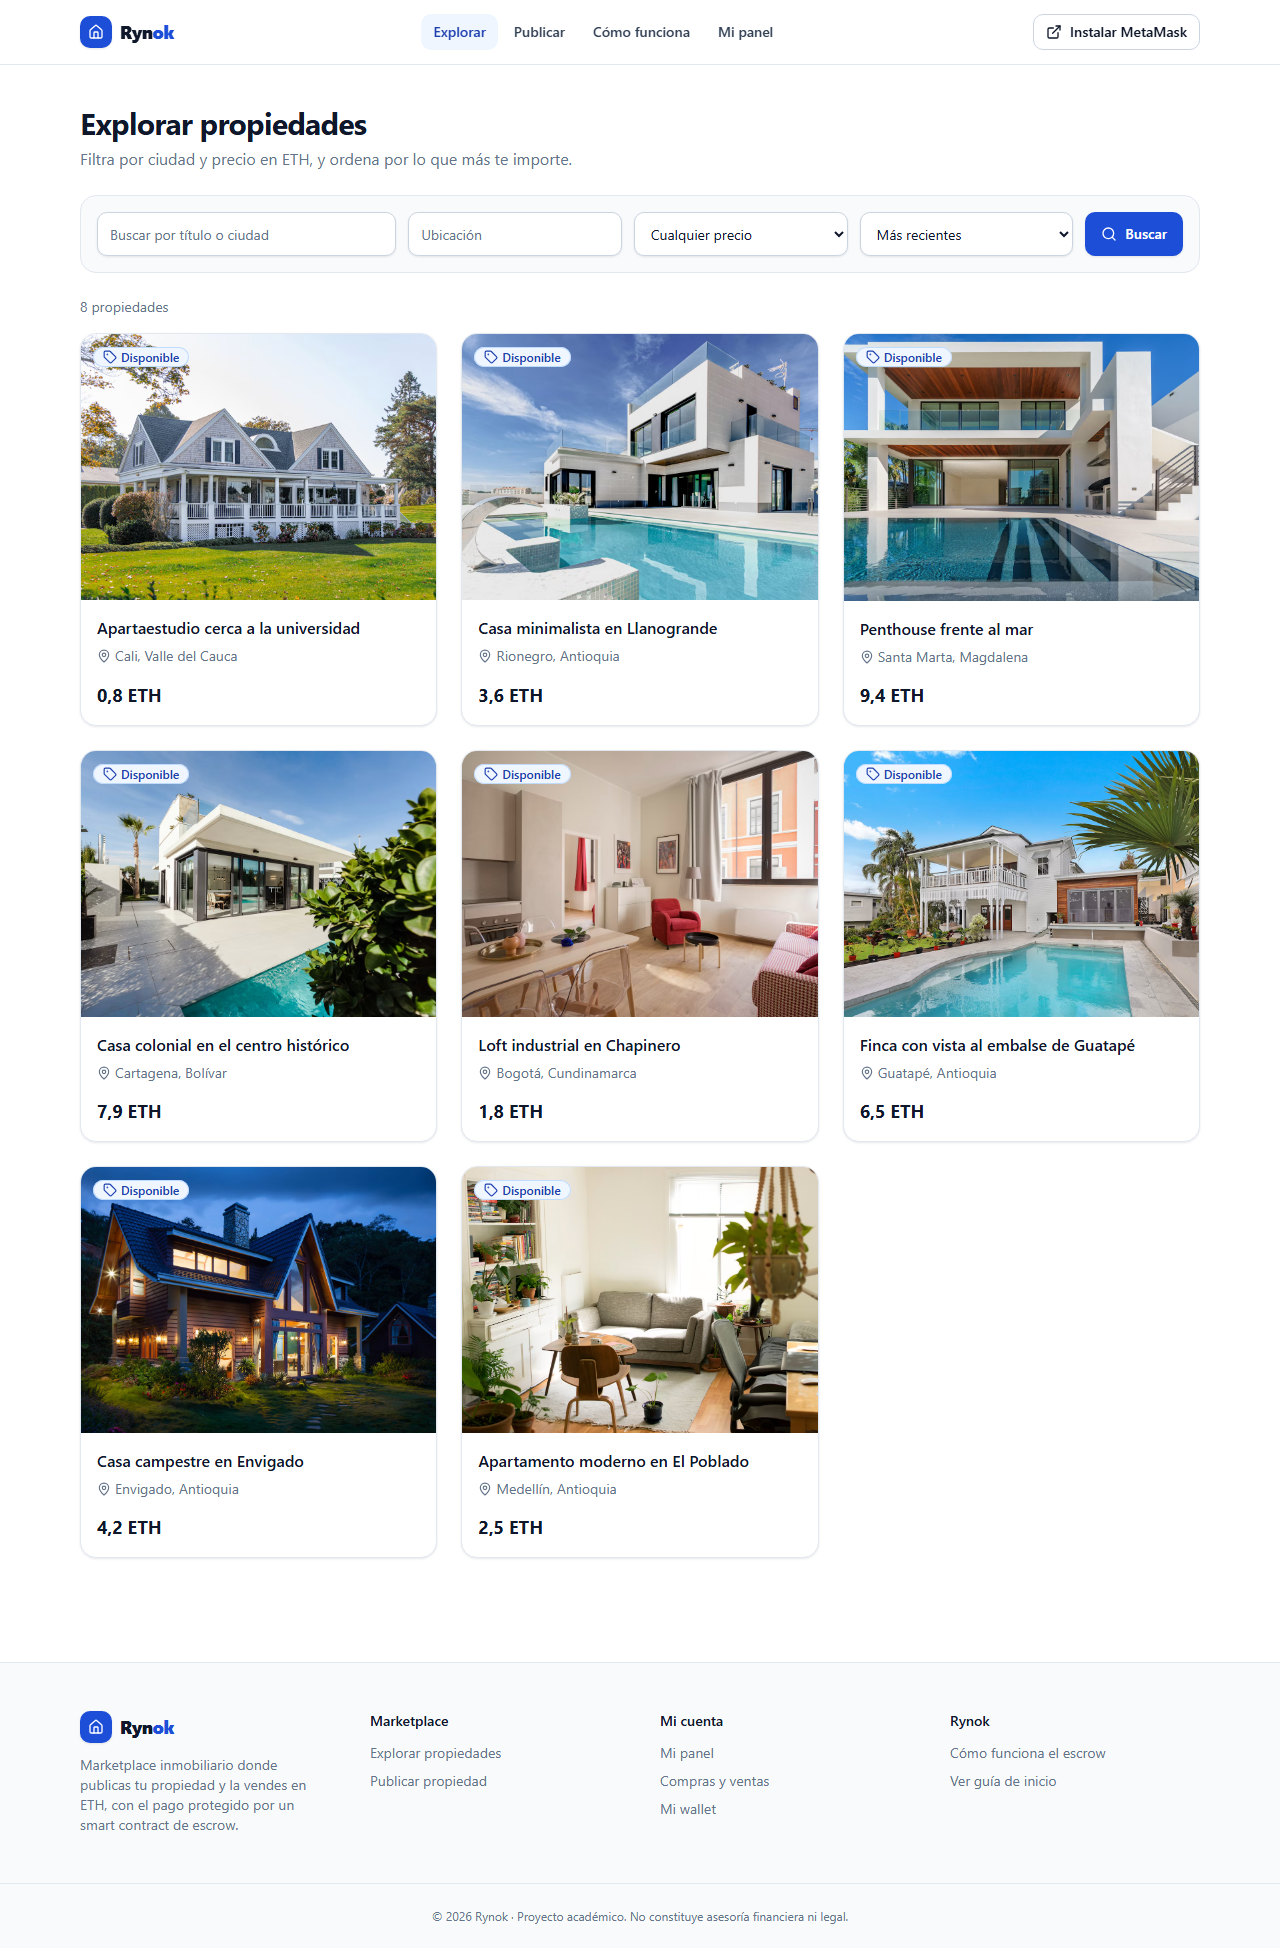 Rynok
Explorar
Publicar
Cómo funciona
Mi panel
Instalar MetaMask
Explorar propiedades
Filtra por ciudad y precio en ETH, y ordena por lo que más te importe.
Buscar por título o ciudad
Ubicación
Cualquier precio
Más recientes
Buscar
8 propiedades
Disponible
Apartaestudio cerca a la universidad
Cali, Valle del Cauca
0,8 ETH
Disponible
Casa minimalista en Llanogrande
Rionegro, Antioquia
3,6 ETH
Disponible
Penthouse frente al mar
Santa Marta, Magdalena
9,4 ETH
Disponible
Casa colonial en el centro histórico
Cartagena, Bolívar
7,9 ETH
Disponible
Loft industrial en Chapinero
Bogotá, Cundinamarca
1,8 ETH
Disponible
Finca con vista al embalse de Guatapé
Guatapé, Antioquia
6,5 ETH
Disponible
Casa campestre en Envigado
Envigado, Antioquia
4,2 ETH
Disponible
Apartamento moderno en El Poblado
Medellín, Antioquia
2,5 ETH
Rynok
Marketplace inmobiliario donde
publicas tu propiedad y la vendes en
ETH, con el pago protegido por un
smart contract de escrow.
Marketplace
Explorar propiedades
Publicar propiedad
Mi cuenta
Mi panel
Compras y ventas
Mi wallet
Rynok
Cómo funciona el escrow
Ver guía de inicio
© 2026 Rynok · Proyecto académico. No constituye asesoría financiera ni legal.